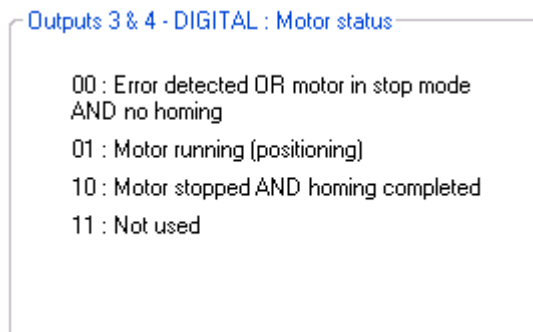 Outputs 3 & 4 - DIGITAL : Motor status
00 : Error detected OR motor in stop mode
AND no homing
01 : Motor running (positioning)
10 : Motor stopped AND homing completed
11 : Not used